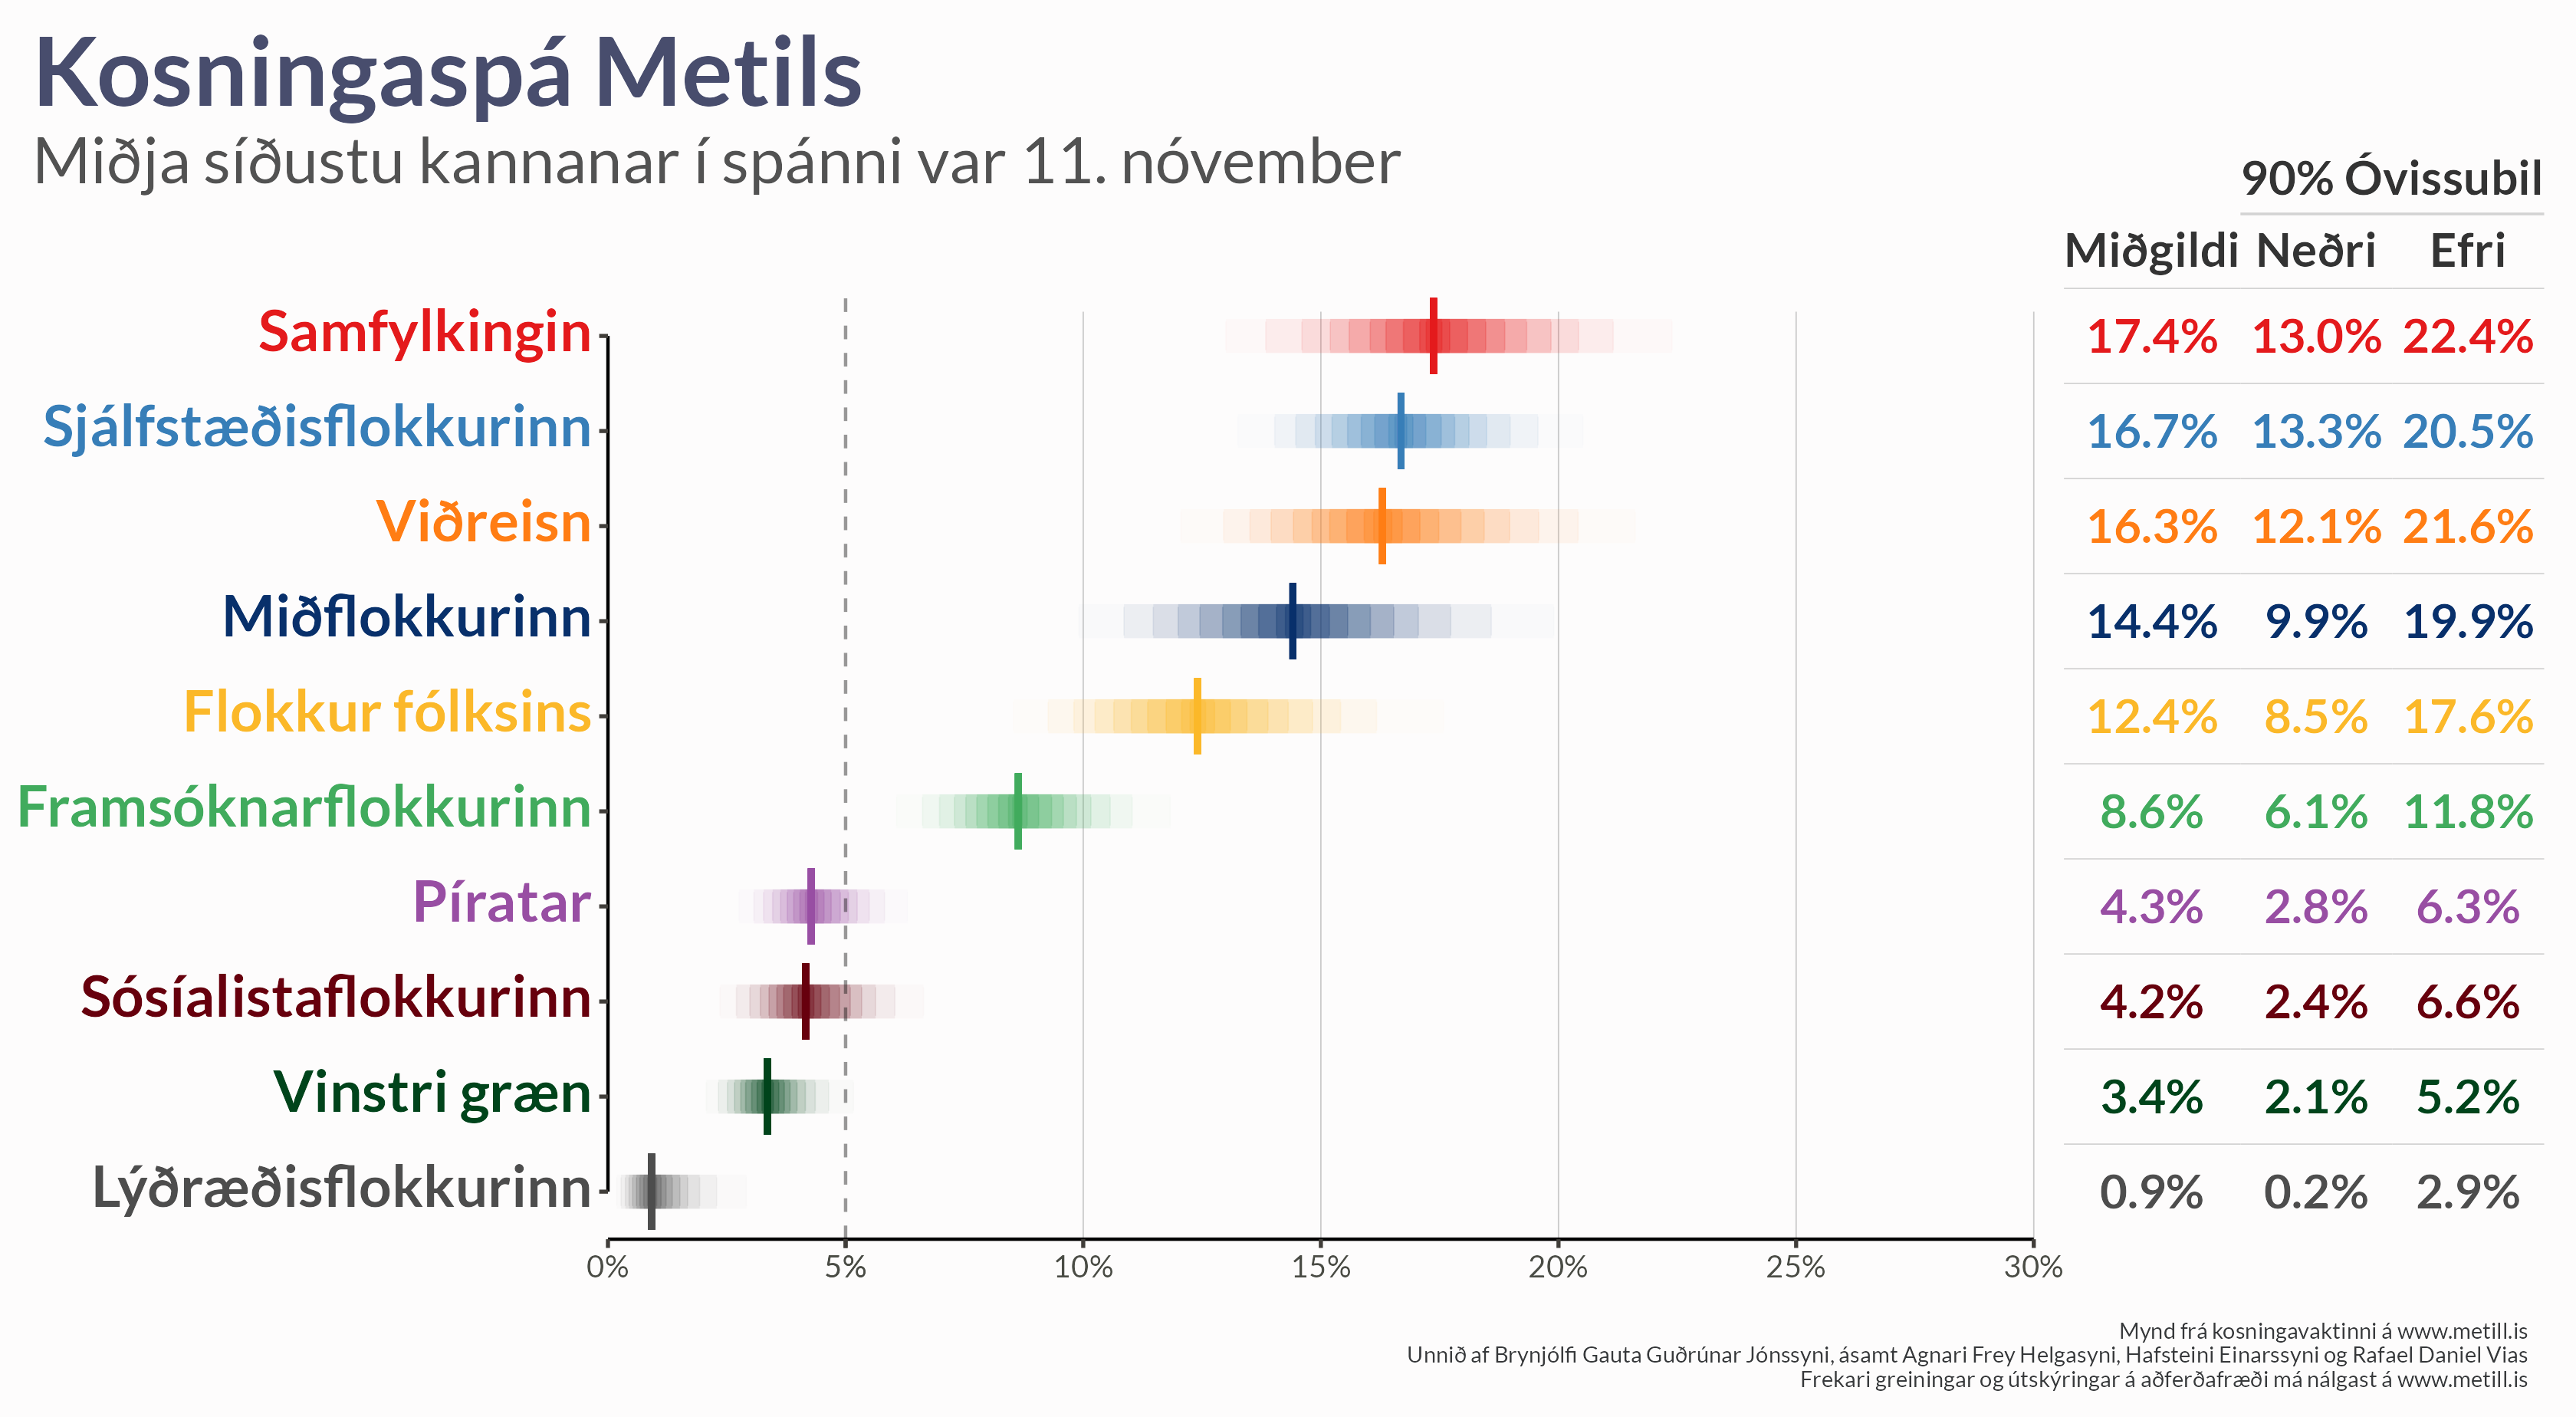 Kosningaspá Metils
Miðja síðustu kannanar í spánni var 11. nóvember
90% Óvissubil
Miðgildi Neðri Efri
Samfylkingin 17.4% 13.0% 22.4%
Sjálfstæðisflokkurinn 16.7% 13.3% 20.5%
Viðreisn 16.3% 12.1% 21.6%
Miðflokkurinn 14.4% 9.9% 19.9%
Flokkur fólksins 12.4% 8.5% 17.6%
Framsóknarflokkurinn 8.6% 6.1% 11.8%
Píratar 4.3% 2.8% 6.3%
Sósíalistaflokkurinn 4.2% 2.4% 6.6%
Vinstri græn 3.4% 2.1% 5.2%
Lýðræðisflokkurinn 0.9% 0.2% 2.9%
0% 5% 10% 15% 20% 25% 30%
Mynd frá kosningavaktinni á www.metill.is
Unnið af Brynjólfi Gauta Guðrúnar Jónssyni, ásamt Agnari Frey Helgasyni, Hafsteini Einarssyni og Rafael Daniel Vias
Frekari greiningar og útskýringar á aðferðafræði má nálgast á www.metill.is